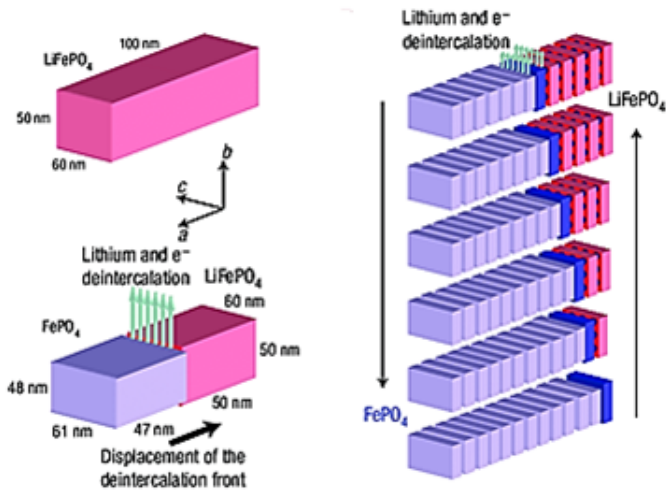 100 nm
LiFePO₄
50 nm
60 nm
b
c
a
Lithium and e⁻
deintercalation
LiFePO₄
60 nm
FePO₄
50 nm
48 nm
50 nm
61 nm
47 nm
Displacement of the
deintercalation front
Lithium and e⁻
deintercalation
LiFePO₄
FePO₄